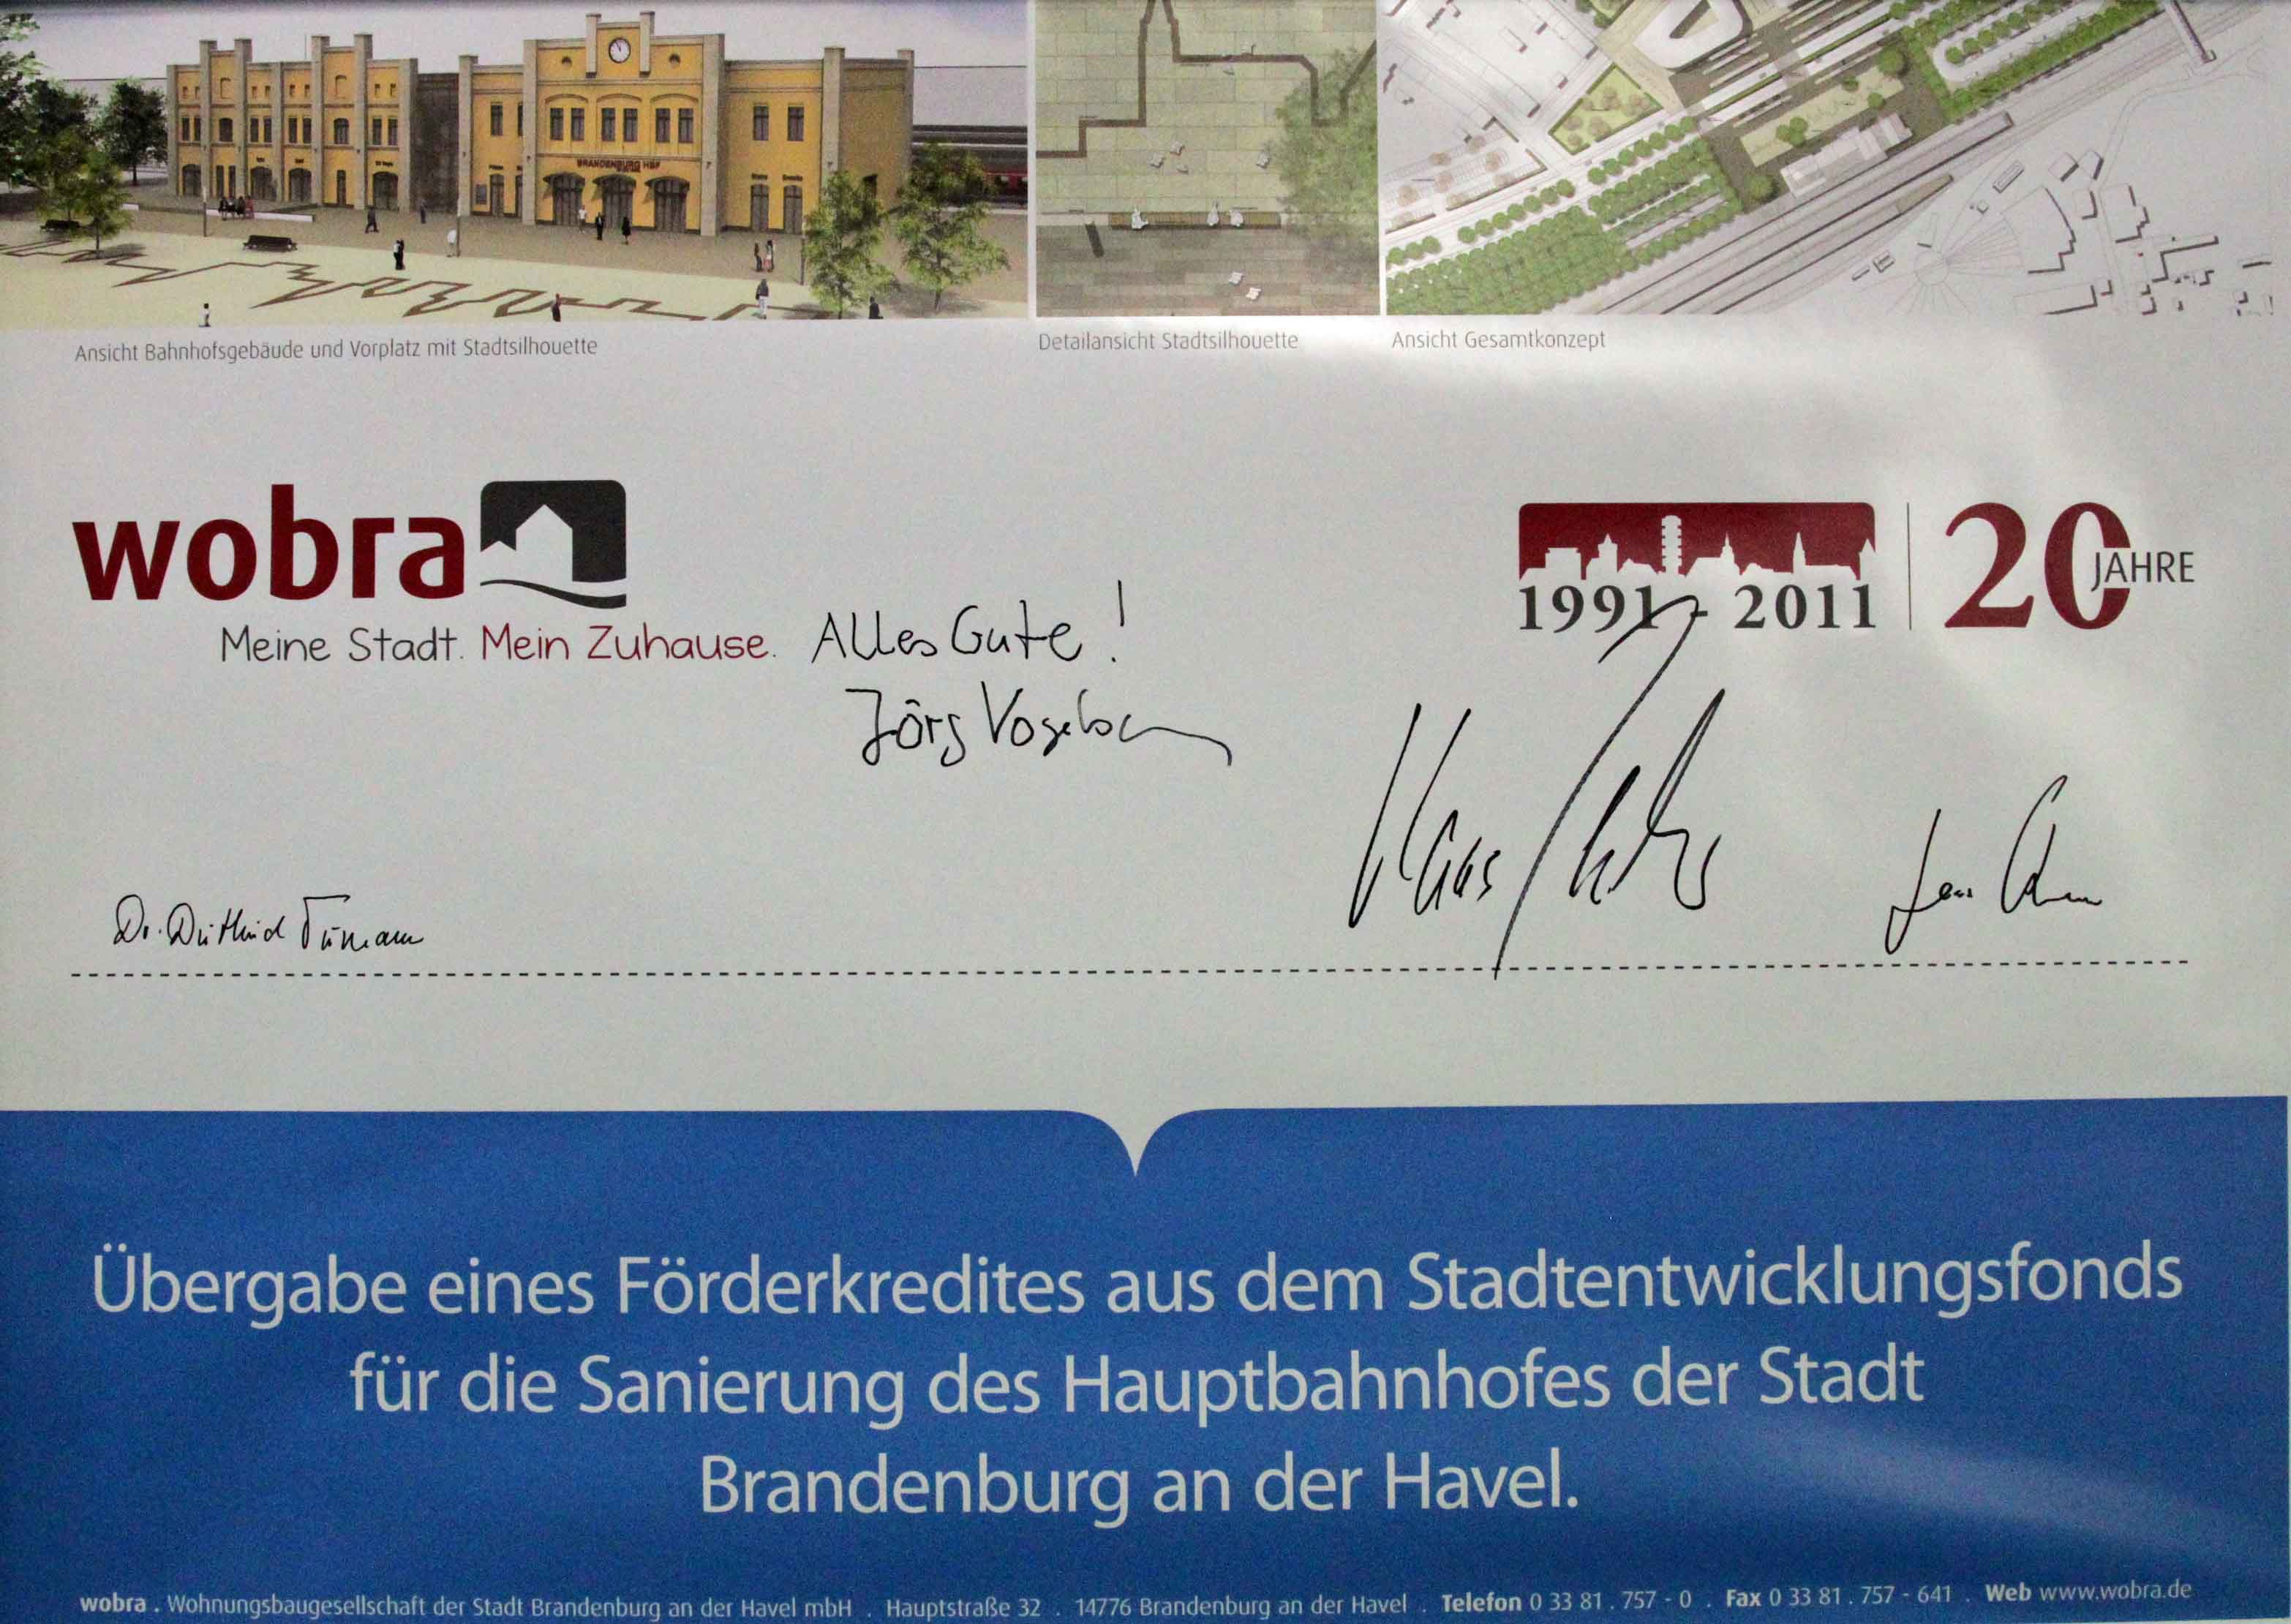 BRANDENBURG HBF
Ansicht Bahnhofsgebäude und Vorplatz mit Stadtsilhouette
Detailansicht Stadtsilhouette
Ansicht Gesamtkonzept
wobra
Meine Stadt. Mein Zuhause.
1991 - 2011
20 JAHRE
Alles Gute!
Jörg
Dr.
Übergabe eines Förderkredites aus dem Stadtentwicklungsfonds
für die Sanierung des Hauptbahnhofes der Stadt
Brandenburg an der Havel.
wobra . Wohnungsbaugesellschaft der Stadt Brandenburg an der Havel mbH . Hauptstraße 32 . 14776 Brandenburg an der Havel . Telefon 0 33 81 . 757 - 0 . Fax 0 33 81 . 757 - 641 . Web www.wobra.de